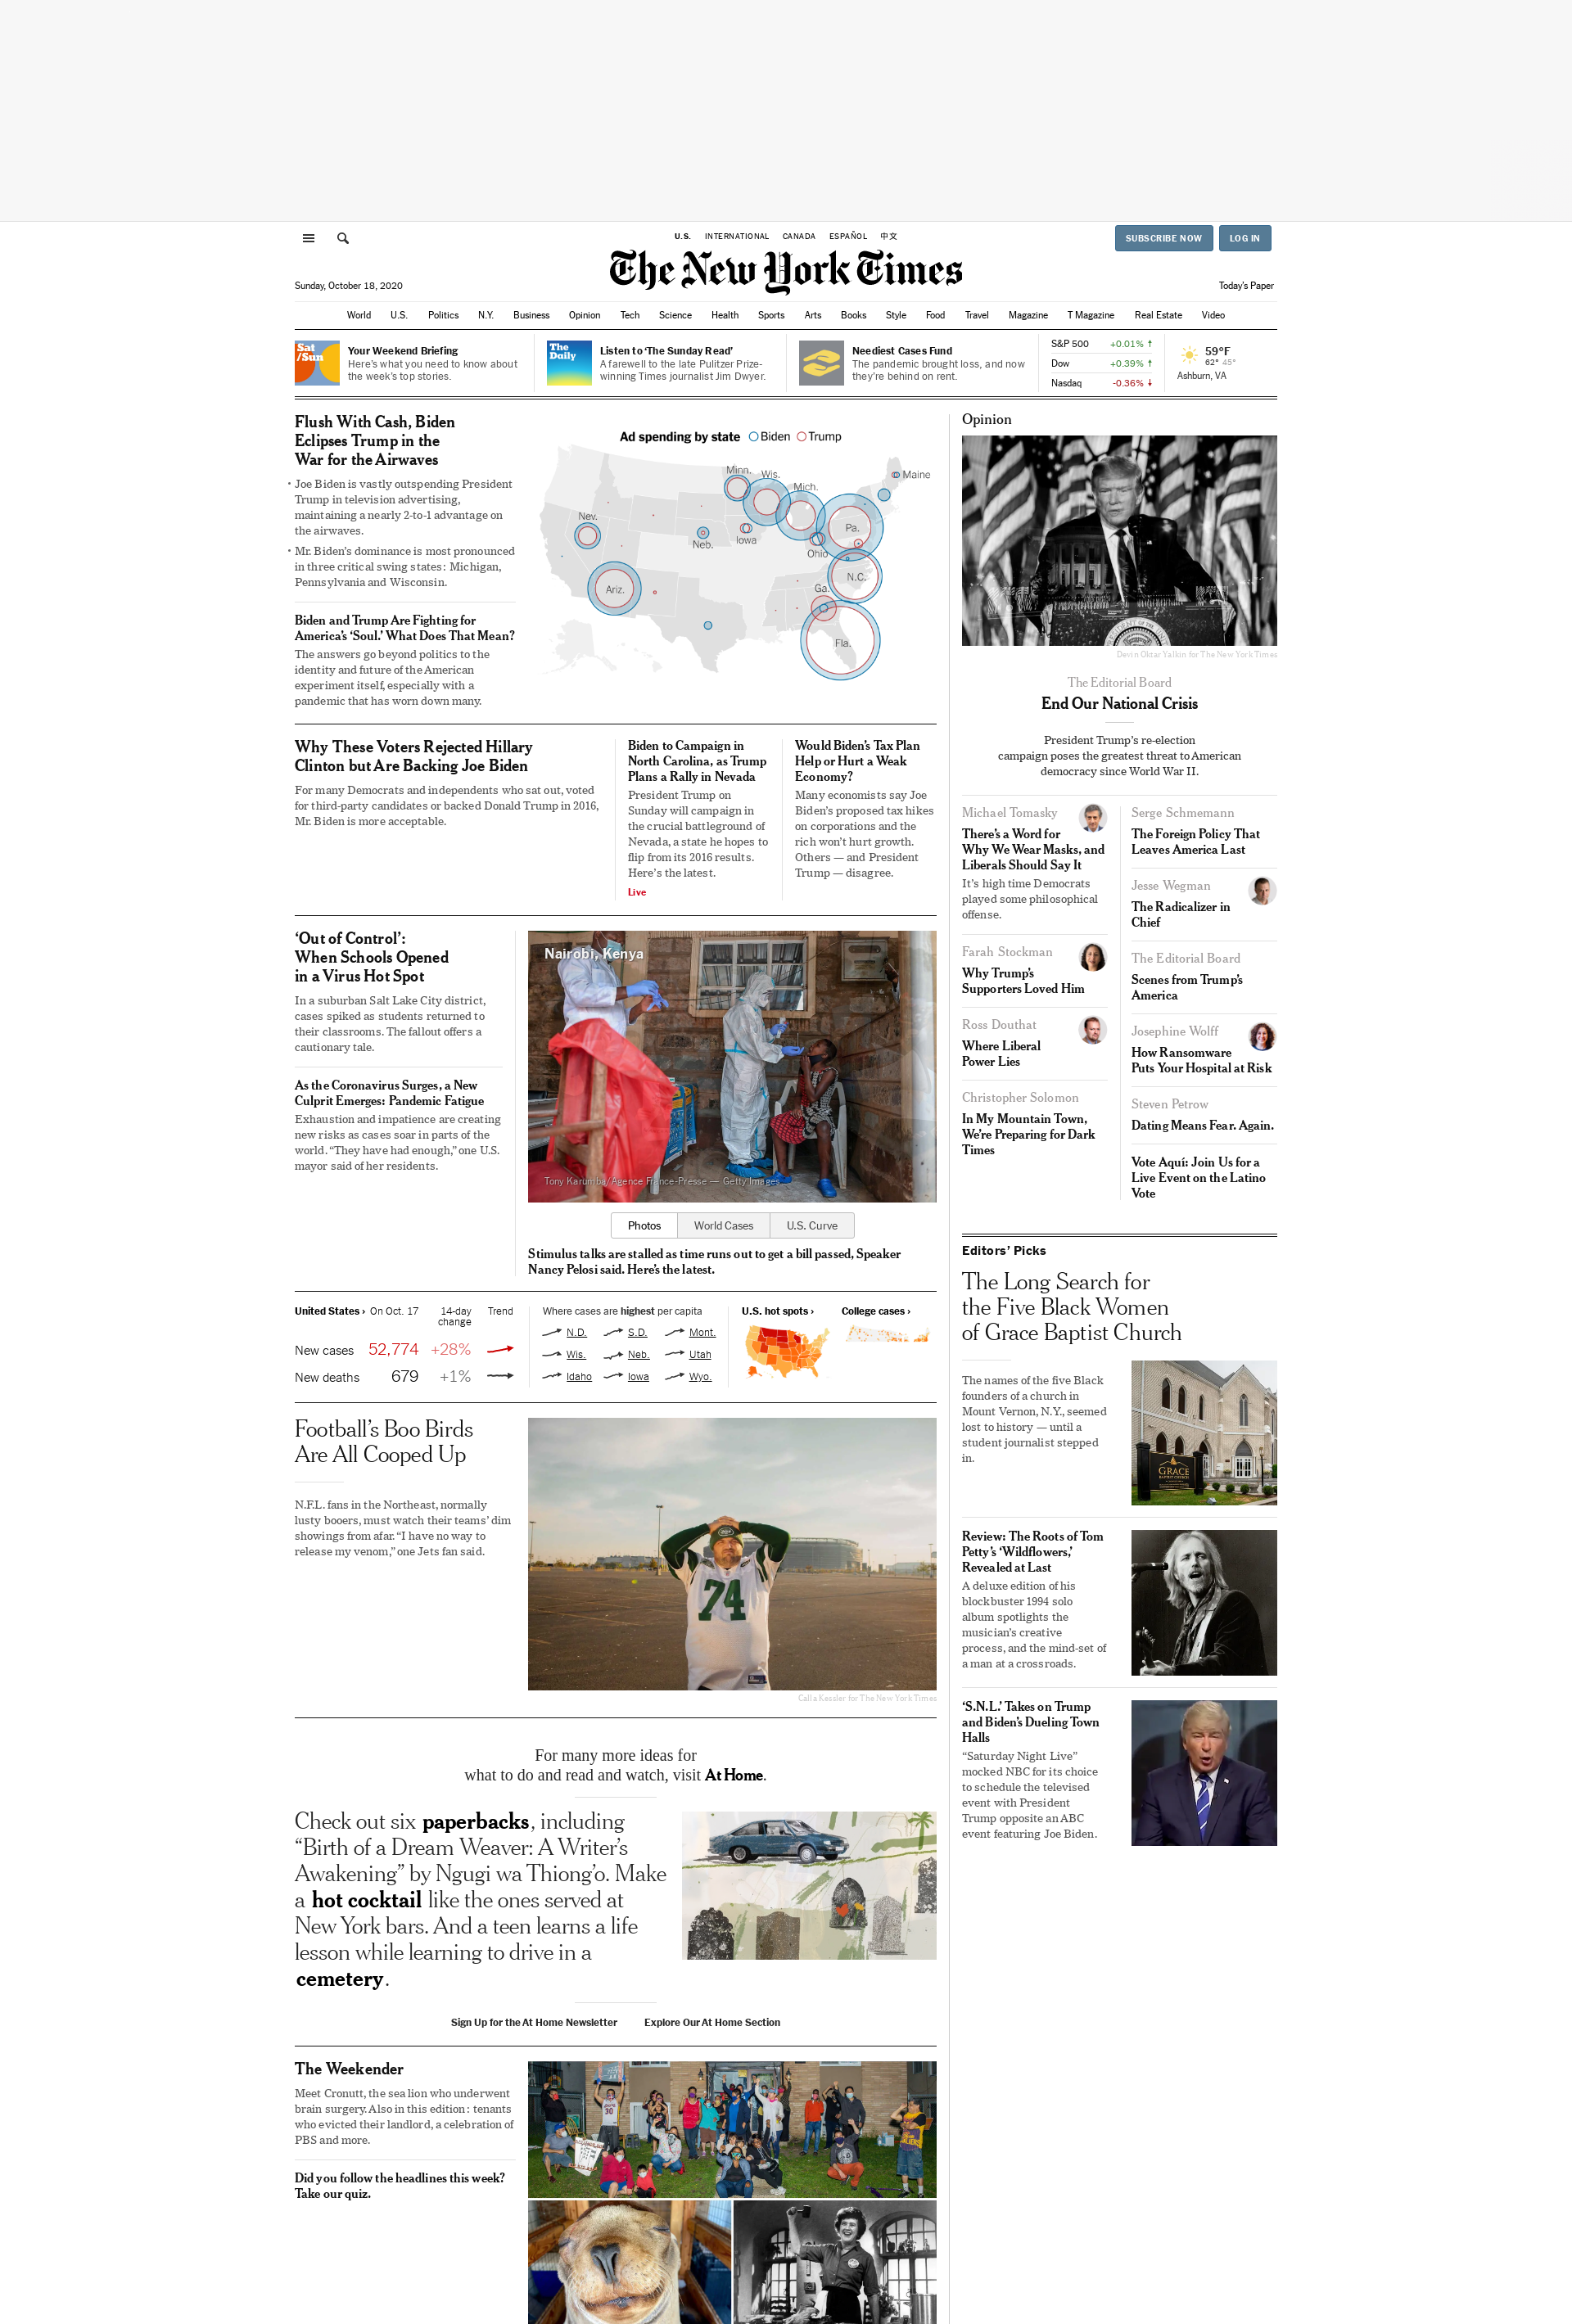 U.S. INTERNATIONAL CANADA ESPAÑOL 中文
SUBSCRIBE NOW LOG IN
The New York Times
Sunday, October 18, 2020
Today's Paper
World U.S. Politics N.Y. Business Opinion Tech Science Health Sports Arts Books Style Food Travel Magazine T Magazine Real Estate Video
Sat
/Sun
Your Weekend Briefing
Here's what you need to know about
the week's top stories.
The
Daily
Listen to ‘The Sunday Read’
A farewell to the late Pulitzer Prize-
winning Times journalist Jim Dwyer.
Neediest Cases Fund
The pandemic brought loss, and now
they're behind on rent.
S&P 500 +0.01%
Dow +0.39%
Nasdaq -0.36%
59°F
62° 45°
Ashburn, VA
Flush With Cash, Biden
Eclipses Trump in the
War for the Airwaves
• Joe Biden is vastly outspending President
Trump in television advertising,
maintaining a nearly 2-to-1 advantage on
the airwaves.
• Mr. Biden's dominance is most pronounced
in three critical swing states: Michigan,
Pennsylvania and Wisconsin.
Biden and Trump Are Fighting for
America's ‘Soul.’ What Does That Mean?
The answers go beyond politics to the
identity and future of the American
experiment itself, especially with a
pandemic that has worn down many.
Ad spending by state Biden Trump
Minn.
Wis.
Mich.
Maine
Nev.
Neb.
Iowa
Ohio
Pa.
Ariz.
N.C.
Ga.
Fla.
Why These Voters Rejected Hillary
Clinton but Are Backing Joe Biden
For many Democrats and independents who sat out, voted
for third-party candidates or backed Donald Trump in 2016,
Mr. Biden is more acceptable.
Biden to Campaign in
North Carolina, as Trump
Plans a Rally in Nevada
President Trump on
Sunday will campaign in
the crucial battleground of
Nevada, a state he hopes to
flip from its 2016 results.
Here's the latest.
Live
Would Biden's Tax Plan
Help or Hurt a Weak
Economy?
Many economists say Joe
Biden's proposed tax hikes
on corporations and the
rich won't hurt growth.
Others — and President
Trump — disagree.
‘Out of Control’:
When Schools Opened
in a Virus Hot Spot
In a suburban Salt Lake City district,
cases spiked as students returned to
their classrooms. The fallout offers a
cautionary tale.
As the Coronavirus Surges, a New
Culprit Emerges: Pandemic Fatigue
Exhaustion and impatience are creating
new risks as cases soar in parts of the
world. “They have had enough,” one U.S.
mayor said of her residents.
Nairobi, Kenya
Tony Karumba/Agence France-Presse — Getty Images
Photos World Cases U.S. Curve
Stimulus talks are stalled as time runs out to get a bill passed, Speaker
Nancy Pelosi said. Here's the latest.
United States › On Oct. 17 14-day
change Trend
New cases 52,774 +28%
New deaths 679 +1%
Where cases are highest per capita
N.D. S.D. Mont.
Wis. Neb. Utah
Idaho Iowa Wyo.
U.S. hot spots ›
College cases ›
Football's Boo Birds
Are All Cooped Up
N.F.L. fans in the Northeast, normally
lusty booers, must watch their teams' dim
showings from afar. “I have no way to
release my venom,” one Jets fan said.
74
Calla Kessler for The New York Times
For many more ideas for
what to do and read and watch, visit At Home.
Check out six paperbacks, including
“Birth of a Dream Weaver: A Writer's
Awakening” by Ngugi wa Thiong'o. Make
a hot cocktail like the ones served at
New York bars. And a teen learns a life
lesson while learning to drive in a
cemetery.
Sign Up for the At Home Newsletter Explore Our At Home Section
The Weekender
Meet Cronutt, the sea lion who underwent
brain surgery. Also in this edition: tenants
who evicted their landlord, a celebration of
PBS and more.
Did you follow the headlines this week?
Take our quiz.
30
Opinion
Devin Oktar Yalkin for The New York Times
The Editorial Board
End Our National Crisis
President Trump's re-election
campaign poses the greatest threat to American
democracy since World War II.
Michael Tomasky
There's a Word for
Why We Wear Masks, and
Liberals Should Say It
It's high time Democrats
played some philosophical
offense.
Farah Stockman
Why Trump's
Supporters Loved Him
Ross Douthat
Where Liberal
Power Lies
Christopher Solomon
In My Mountain Town,
We're Preparing for Dark
Times
Serge Schmemann
The Foreign Policy That
Leaves America Last
Jesse Wegman
The Radicalizer in
Chief
The Editorial Board
Scenes from Trump's
America
Josephine Wolff
How Ransomware
Puts Your Hospital at Risk
Steven Petrow
Dating Means Fear. Again.
Vote Aquí: Join Us for a
Live Event on the Latino
Vote
Editors' Picks
The Long Search for
the Five Black Women
of Grace Baptist Church
The names of the five Black
founders of a church in
Mount Vernon, N.Y., seemed
lost to history — until a
student journalist stepped
in.
GRACE
Review: The Roots of Tom
Petty's ‘Wildflowers,’
Revealed at Last
A deluxe edition of his
blockbuster 1994 solo
album spotlights the
musician's creative
process, and the mind-set of
a man at a crossroads.
‘S.N.L.’ Takes on Trump
and Biden's Dueling Town
Halls
“Saturday Night Live”
mocked NBC for its choice
to schedule the televised
event with President
Trump opposite an ABC
event featuring Joe Biden.